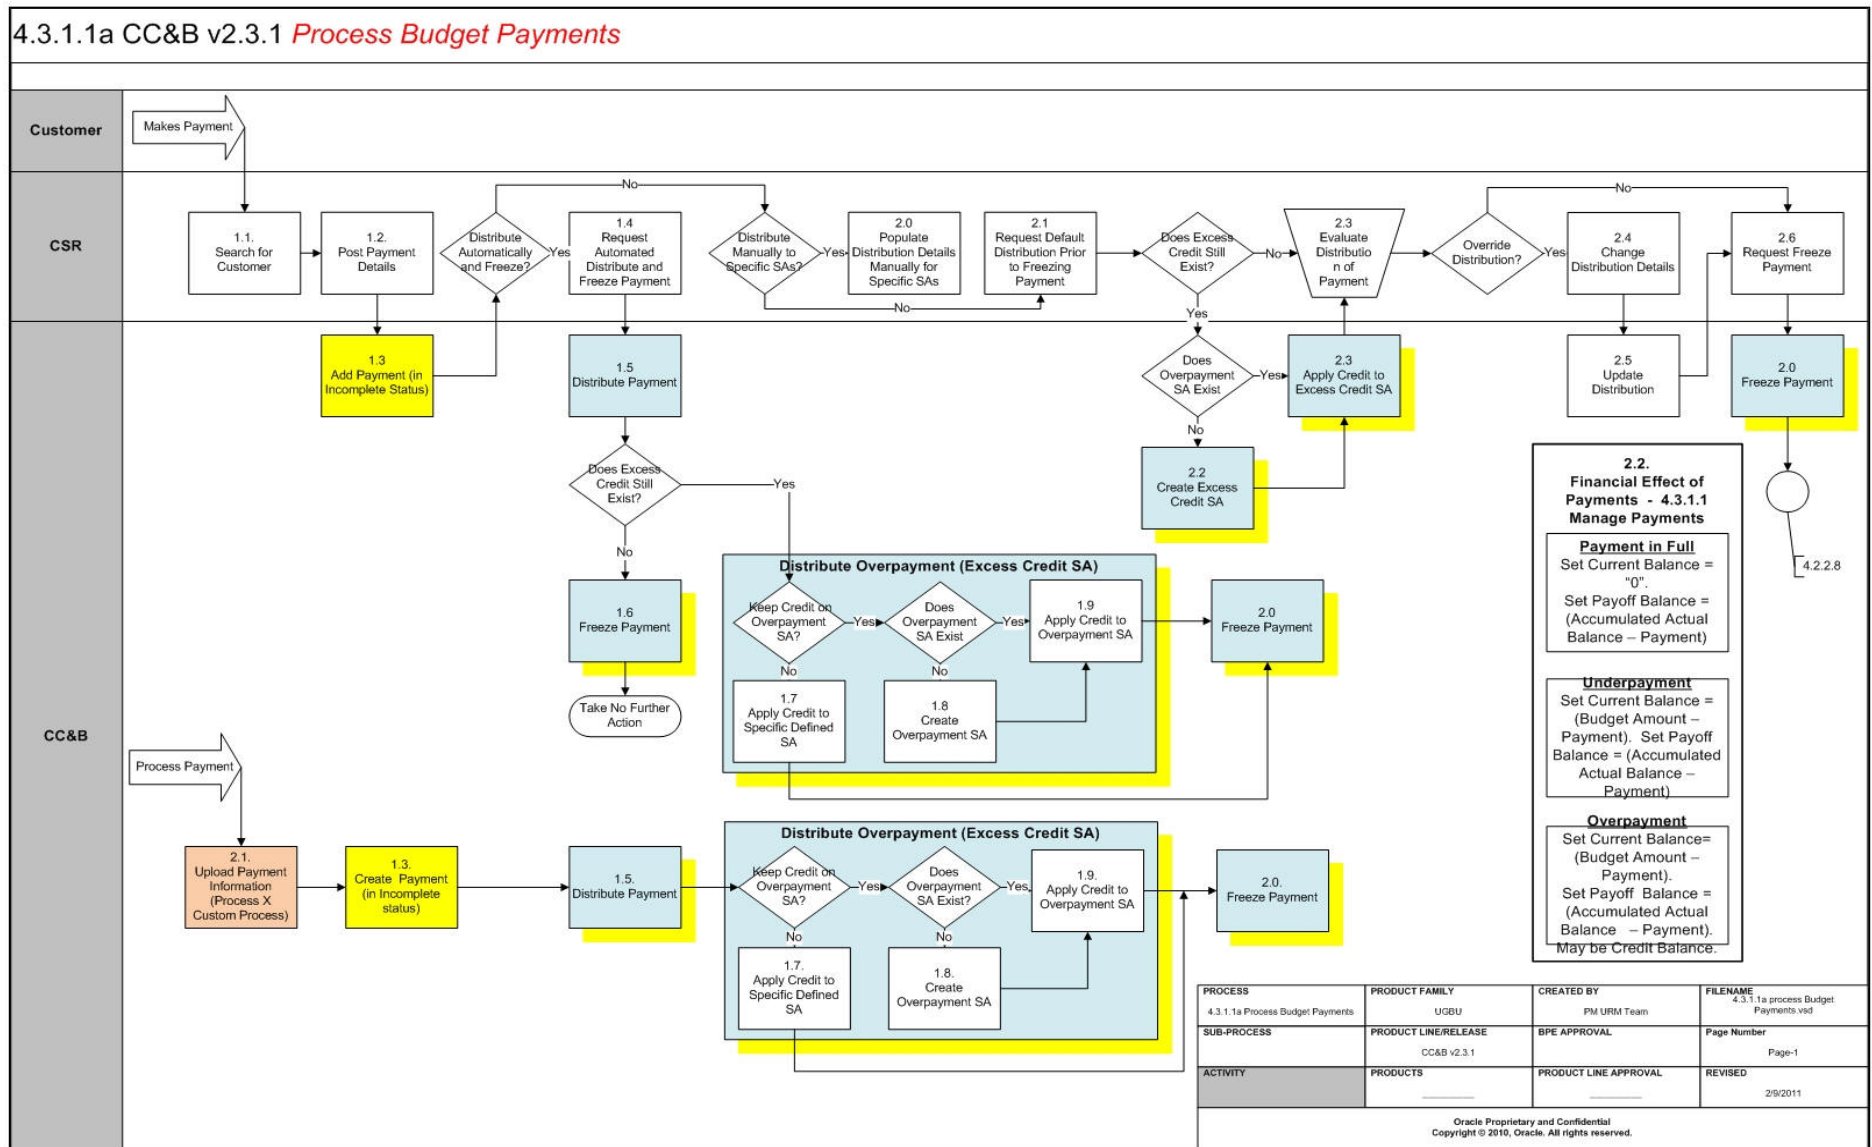 4.3.1.1a CC&B v2.3.1 Process Budget Payments
Customer
Makes Payment
CSR
1.1.
Search for
Customer
1.2.
Post Payment
Details
Distribute
Automatically
and Freeze?
Yes
No
1.4
Request
Automated
Distribute and
Freeze Payment
Distribute
Manually to
Specific SAs?
Yes
No
2.0
Populate
Distribution Details
Manually for
Specific SAs
2.1
Request Default
Distribution Prior
to Freezing
Payment
Does Excess
Credit Still
Exist?
No
Yes
2.3
Evaluate
Distributio
n of
Payment
Override
Distribution?
Yes
No
2.4
Change
Distribution Details
2.6
Request Freeze
Payment
CC&B
1.3
Add Payment (in
Incomplete Status)
1.5
Distribute Payment
Does
Overpayment
SA Exist
Yes
No
2.3
Apply Credit to
Excess Credit SA
2.5
Update
Distribution
2.0
Freeze Payment
Does Excess
Credit Still
Exist?
Yes
No
2.2
Create Excess
Credit SA
4.2.2.8
1.6
Freeze Payment
Take No Further
Action
Distribute Overpayment (Excess Credit SA)
Keep Credit on
Overpayment
SA?
Yes
No
Does
Overpayment
SA Exist
Yes
No
1.9
Apply Credit to
Overpayment SA
1.7
Apply Credit to
Specific Defined
SA
1.8
Create
Overpayment SA
2.0
Freeze Payment
2.2.
Financial Effect of
Payments - 4.3.1.1
Manage Payments
Payment in Full
Set Current Balance =
“0”.
Set Payoff Balance =
(Accumulated Actual
Balance – Payment)
Underpayment
Set Current Balance =
(Budget Amount –
Payment). Set Payoff
Balance = (Accumulated
Actual Balance –
Payment)
Overpayment
Set Current Balance=
(Budget Amount –
Payment).
Set Payoff Balance =
(Accumulated Actual
Balance – Payment).
May be Credit Balance.
Process Payment
2.1.
Upload Payment
Information
(Process X
Custom Process)
1.3.
Create Payment
(in Incomplete
status)
1.5.
Distribute Payment
Distribute Overpayment (Excess Credit SA)
Keep Credit on
Overpayment
SA?
Yes
No
Does
Overpayment
SA Exist?
Yes
No
1.9.
Apply Credit to
Overpayment SA
1.7.
Apply Credit to
Specific Defined
SA
1.8.
Create
Overpayment SA
2.0.
Freeze Payment
PROCESS
4.3.1.1a Process Budget Payments
PRODUCT FAMILY
UGBU
CREATED BY
PM URM Team
FILENAME
4.3.1.1a process Budget
Payments.vsd
SUB-PROCESS
PRODUCT LINE/RELEASE
CC&B v2.3.1
BPE APPROVAL
Page Number
Page-1
ACTIVITY
PRODUCTS
PRODUCT LINE APPROVAL
REVISED
2/9/2011
Oracle Proprietary and Confidential
Copyright © 2010, Oracle. All rights reserved.